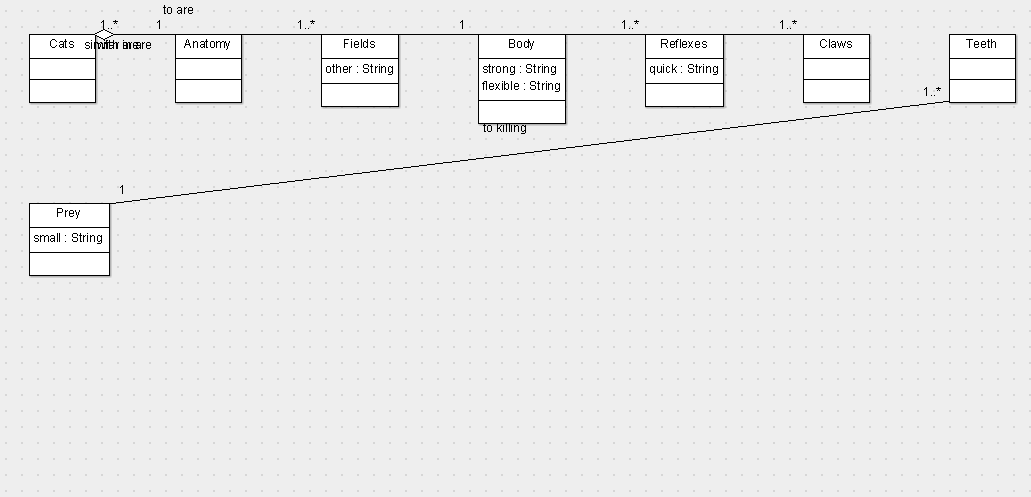 to are
1..* 1 1..* 1 1..* 1..*
Cats Anatomy Fields Body Reflexes Claws Teeth
other : String strong : String quick : String
flexible : String
1..*
to killing
1
Prey
small : String